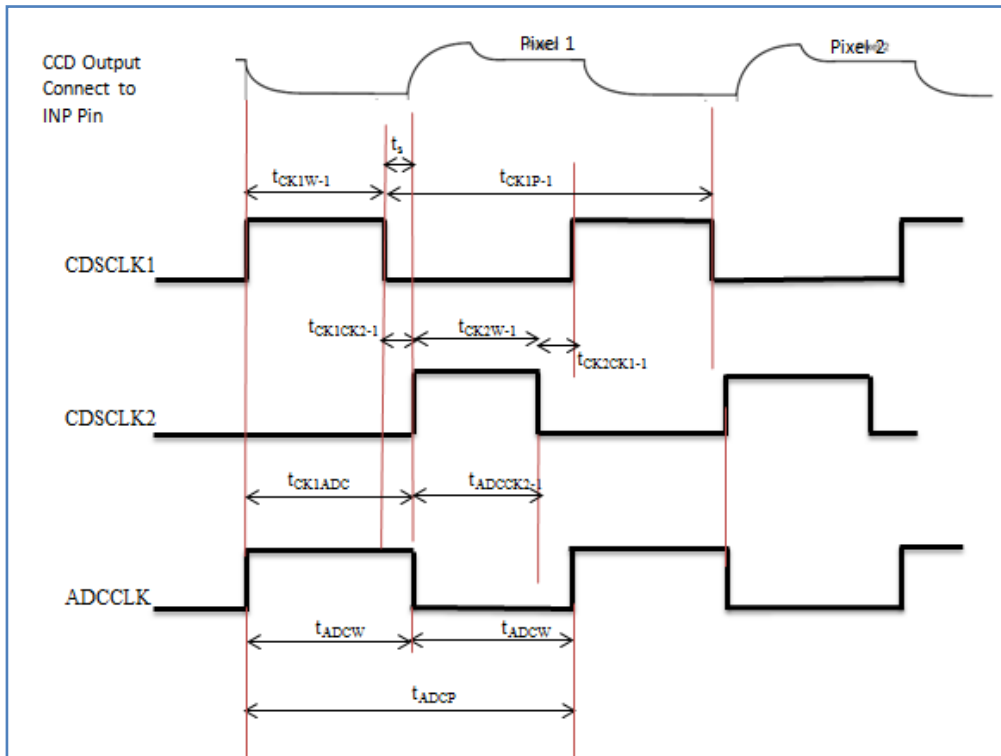 Pixel 1
Pixel 2
CCD Output
Connect to
INP Pin
tS
tCK1W-1
tCK1P-1
CDSCLK1
tCK1CK2-1
tCK2W-1
tCK2CK1-1
CDSCLK2
tCK1ADC
tADCCK2-1
ADCCLK
tADCW
tADCW
tADCP